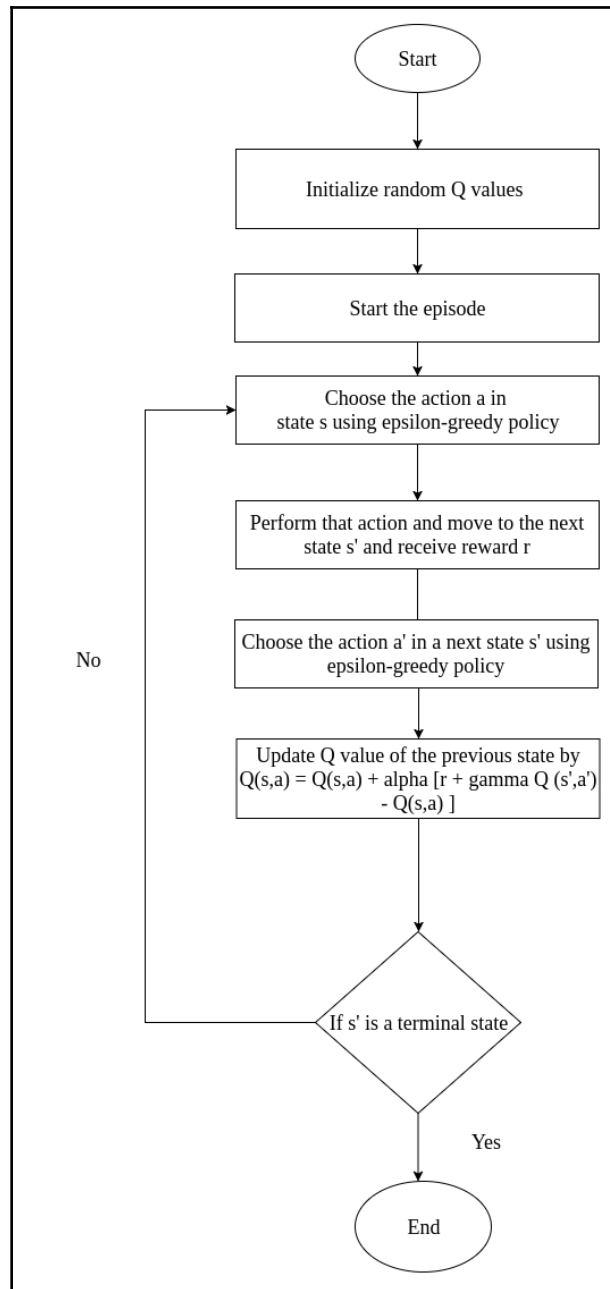 Start
Initialize random Q values
Start the episode
Choose the action a in
state s using epsilon-greedy policy
Perform that action and move to the next
state s' and receive reward r
Choose the action a' in a next state s' using
epsilon-greedy policy
No
Update Q value of the previous state by
Q(s,a) = Q(s,a) + alpha [r + gamma Q (s',a')
- Q(s,a) ]
If s' is a terminal state
Yes
End